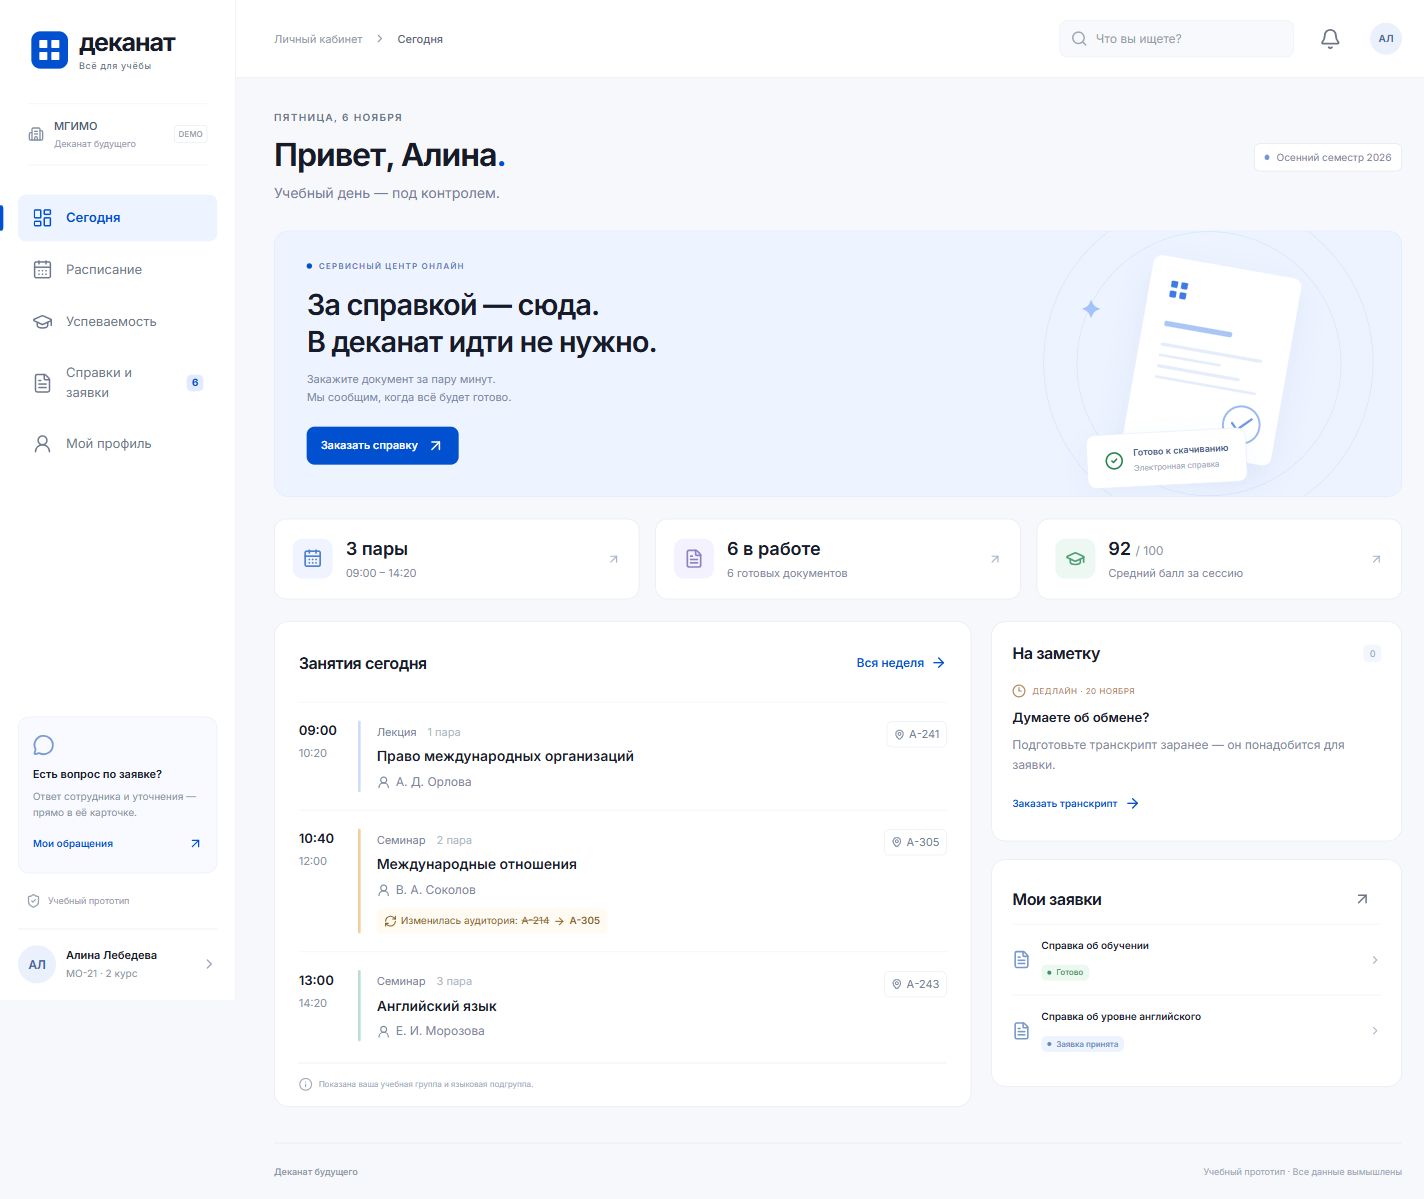 деканат
Всё для учёбы
МГИМО
Деканат будущего
DEMO
Сегодня
Расписание
Успеваемость
Справки и
заявки
6
Мой профиль
Есть вопрос по заявке?
Ответ сотрудника и уточнения —
прямо в её карточке.
Мои обращения
Учебный прототип
АЛ
Алина Лебедева
МО-21 · 2 курс
Личный кабинет
Сегодня
Что вы ищете?
АЛ
ПЯТНИЦА, 6 НОЯБРЯ
Привет, Алина.
Учебный день — под контролем.
Осенний семестр 2026
СЕРВИСНЫЙ ЦЕНТР ОНЛАЙН
За справкой — сюда.
В деканат идти не нужно.
Закажите документ за пару минут.
Мы сообщим, когда всё будет готово.
Заказать справку
Готово к скачиванию
Электронная справка
3 пары
09:00 – 14:20
6 в работе
6 готовых документов
92 / 100
Средний балл за сессию
Занятия сегодня
Вся неделя
09:00
10:20
Лекция 1 пара
Право международных организаций
А. Д. Орлова
А-241
10:40
12:00
Семинар 2 пара
Международные отношения
В. А. Соколов
Изменилась аудитория: А-214 → А-305
А-305
13:00
14:20
Семинар 3 пара
Английский язык
Е. И. Морозова
А-243
Показана ваша учебная группа и языковая подгруппа.
На заметку
0
ДЕДЛАЙН · 20 НОЯБРЯ
Думаете об обмене?
Подготовьте транскрипт заранее — он понадобится для
заявки.
Заказать транскрипт
Мои заявки
Справка об обучении
Готово
Справка об уровне английского
Заявка принята
Деканат будущего
Учебный прототип · Все данные вымышлены